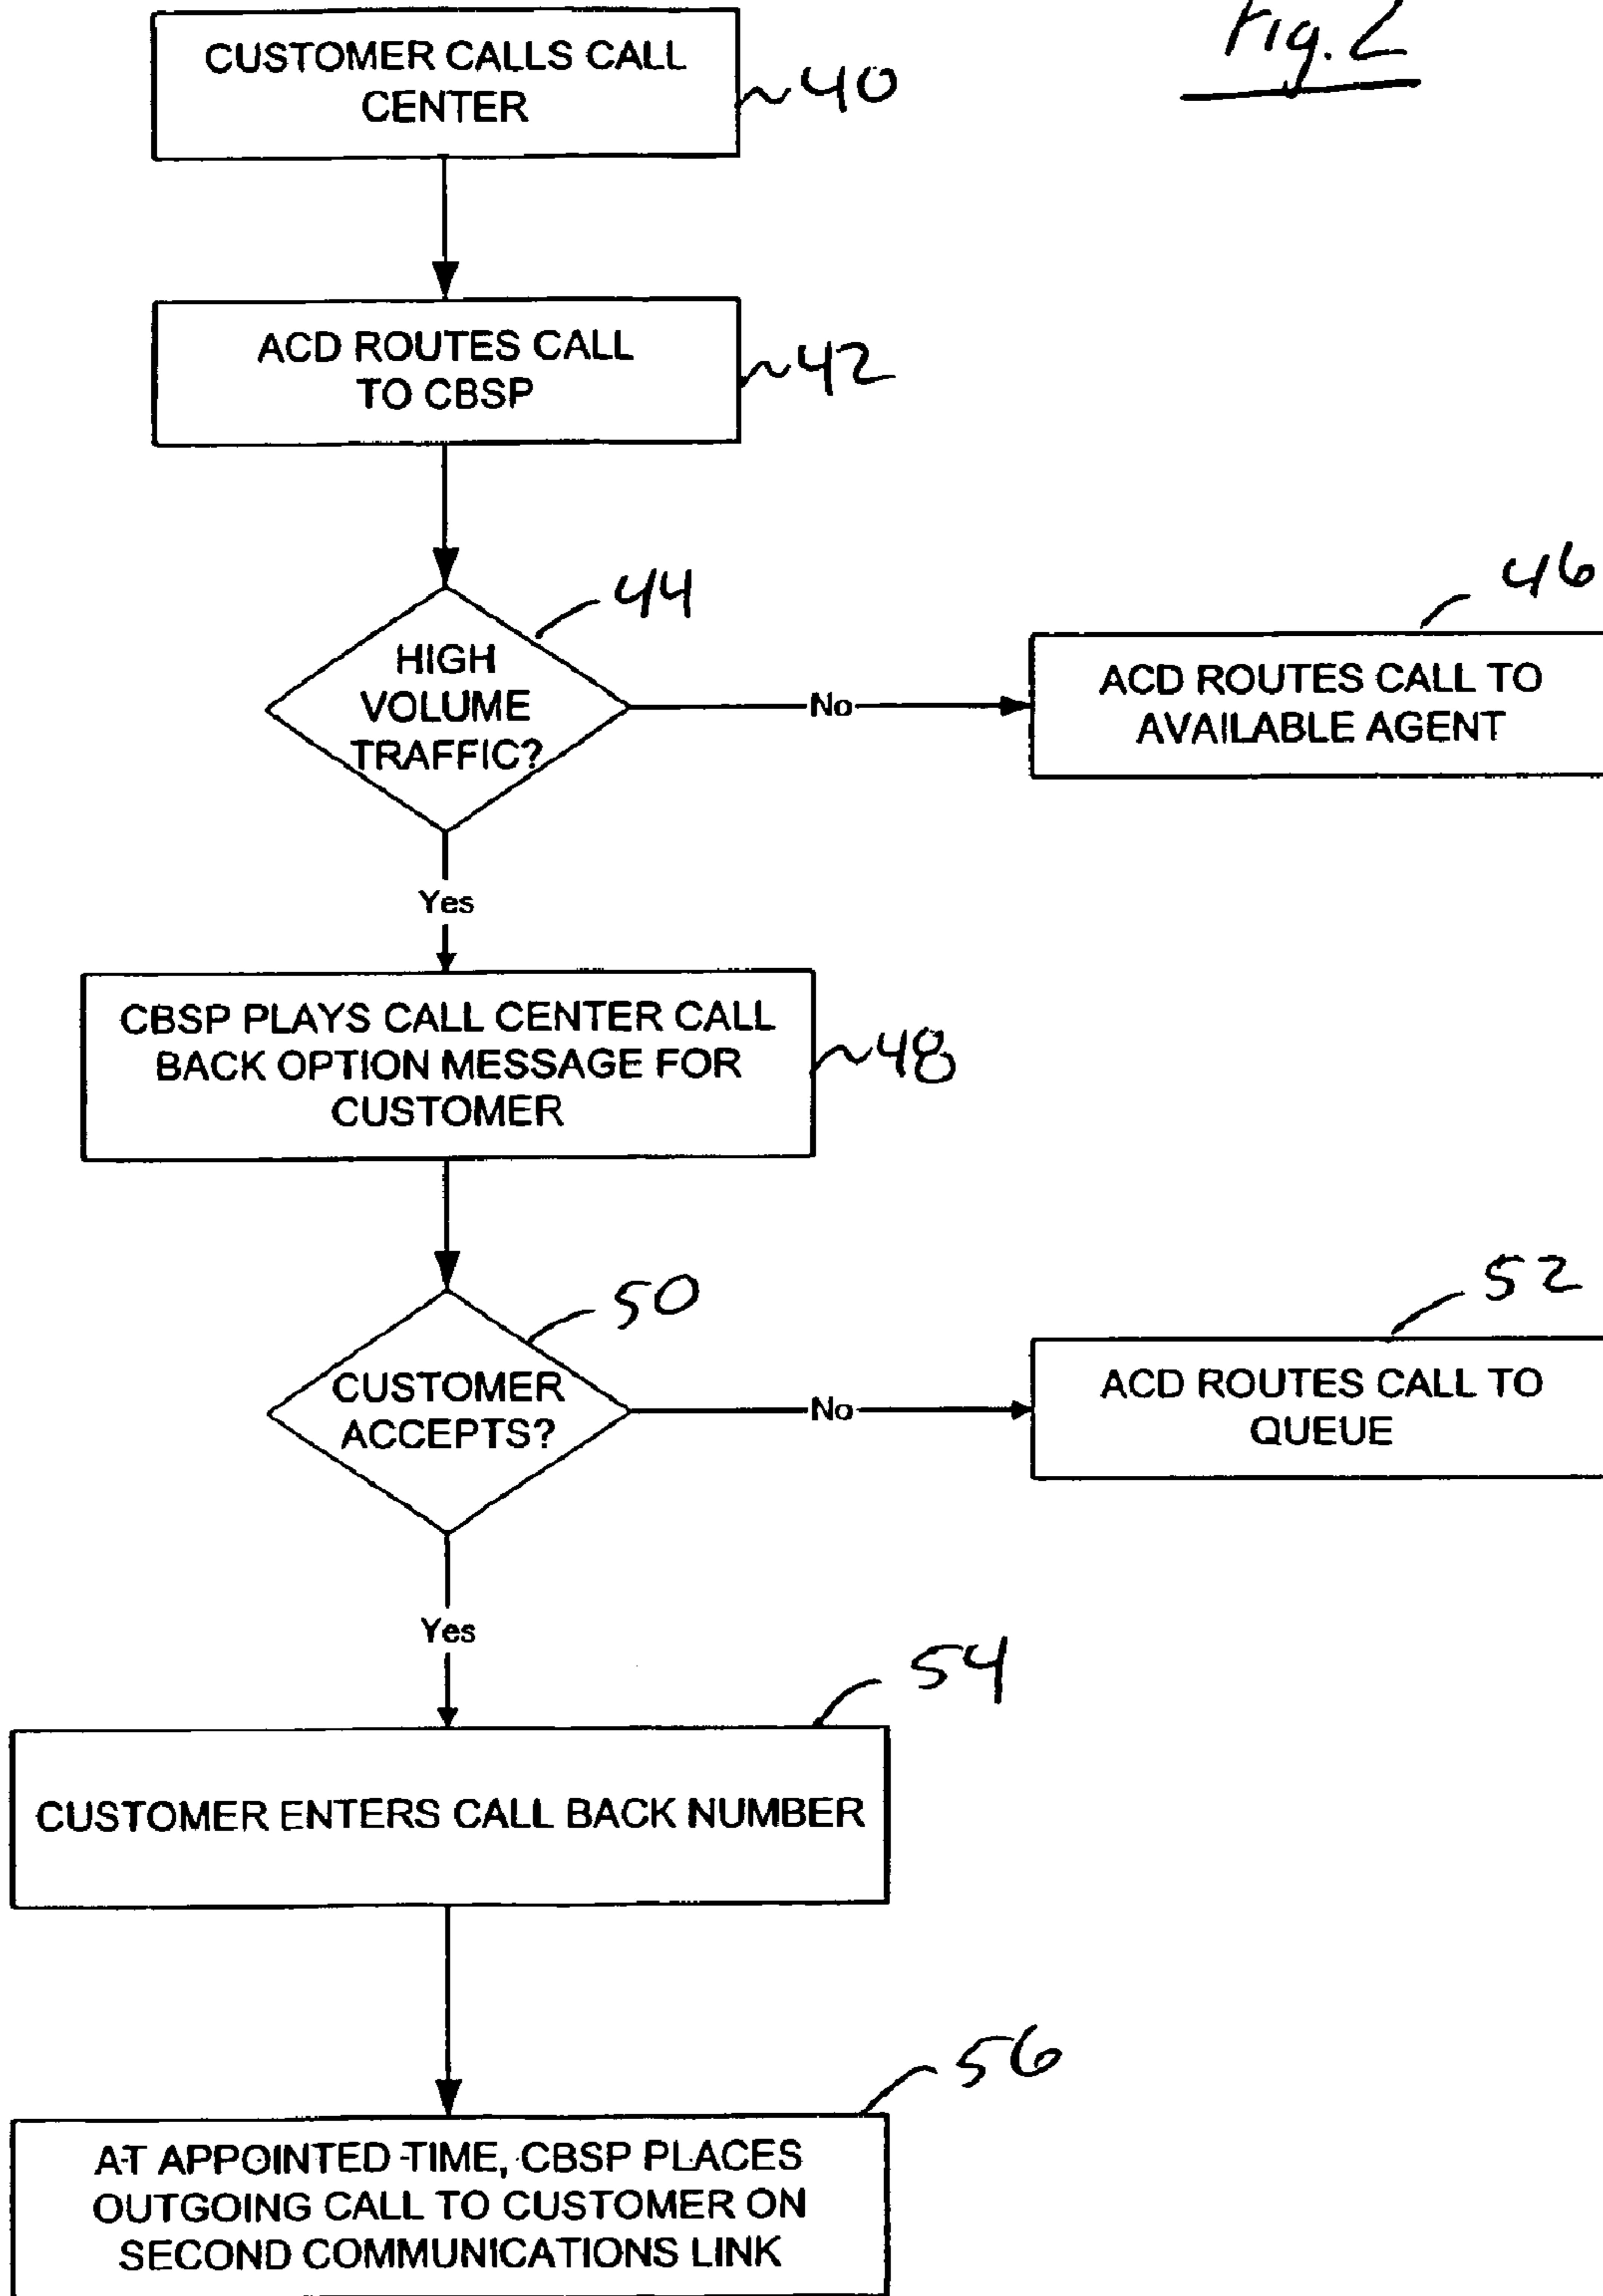 Fig. 2
CUSTOMER CALLS CALL
CENTER
40
ACD ROUTES CALL
TO CBSP
42
44
HIGH
VOLUME
TRAFFIC?
No
46
ACD ROUTES CALL TO
AVAILABLE AGENT
Yes
CBSP PLAYS CALL CENTER CALL
BACK OPTION MESSAGE FOR
CUSTOMER
48
50
CUSTOMER
ACCEPTS?
No
52
ACD ROUTES CALL TO
QUEUE
Yes
54
CUSTOMER ENTERS CALL BACK NUMBER
56
AT APPOINTED TIME, CBSP PLACES
OUTGOING CALL TO CUSTOMER ON
SECOND COMMUNICATIONS LINK